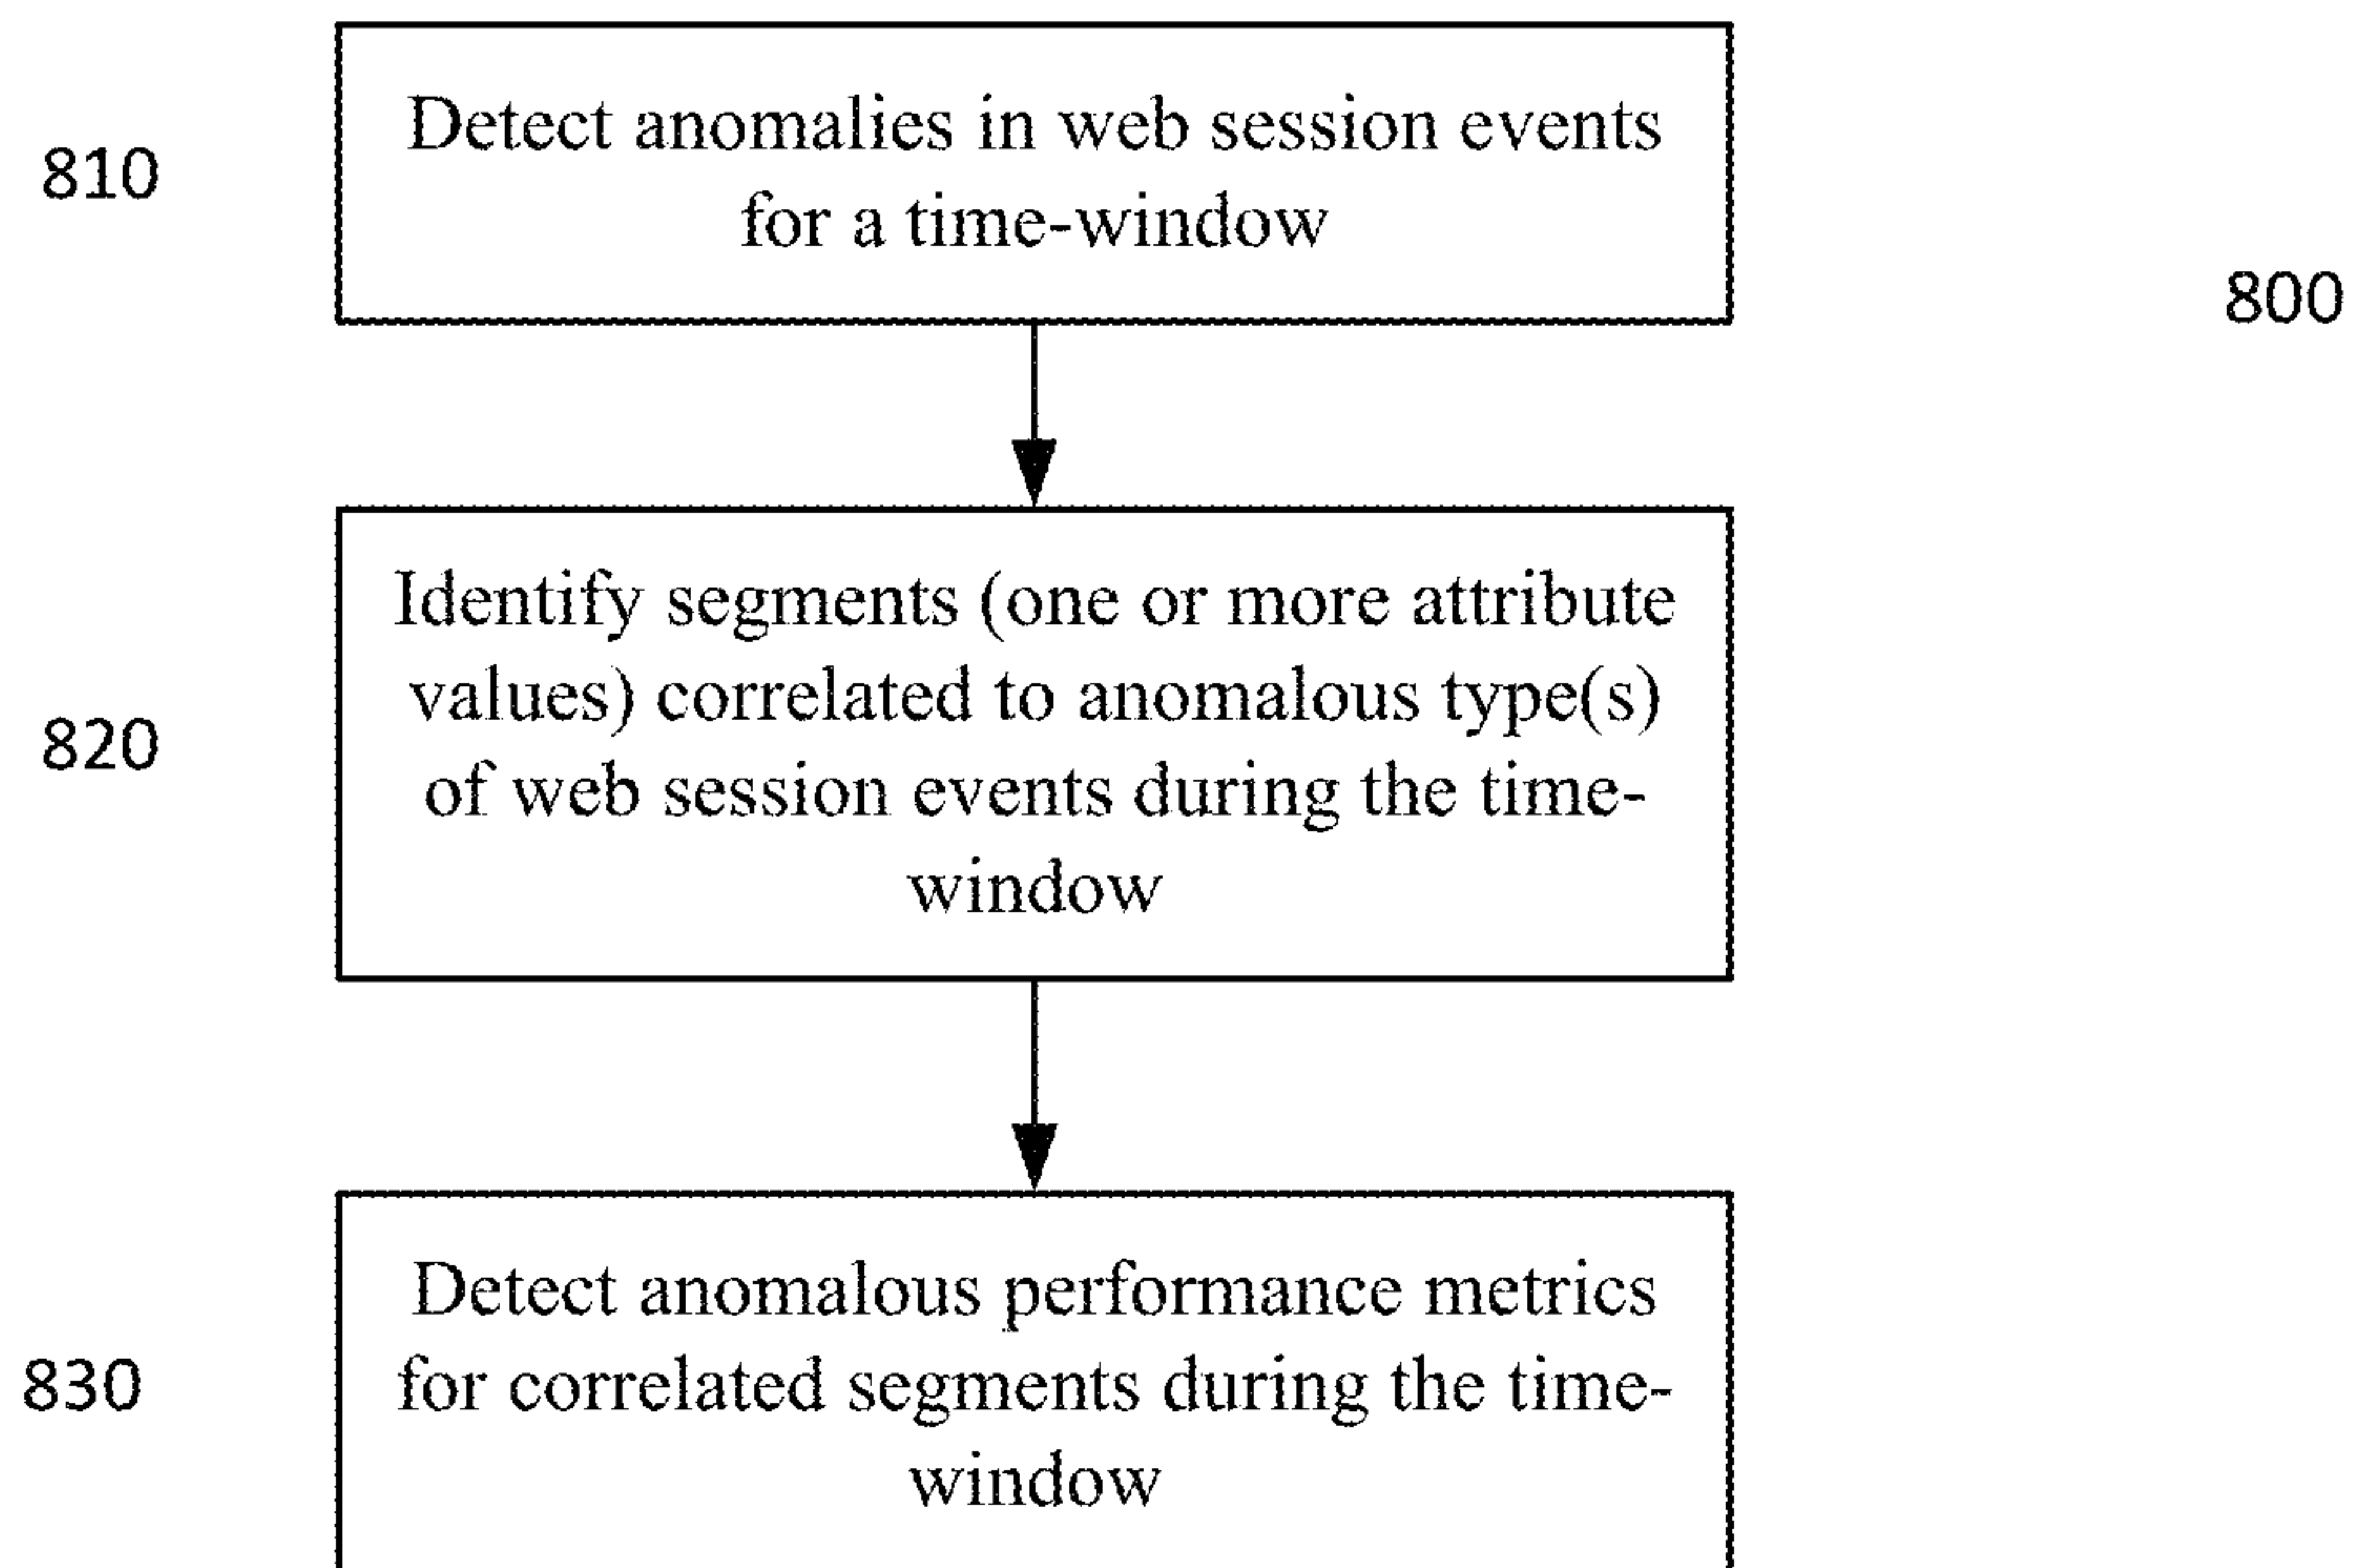 810
Detect anomalies in web session events
for a time-window
800
820
Identify segments (one or more attribute
values) correlated to anomalous type(s)
of web session events during the time-
window
830
Detect anomalous performance metrics
for correlated segments during the time-
window